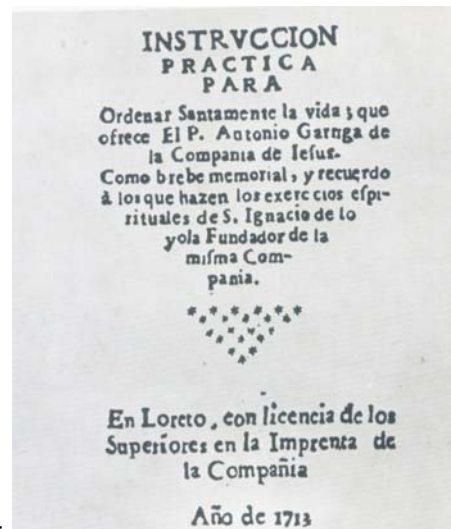 INSTRVCCION
PRACTICA
PARA
Ordenar Santamente la vida; que
ofrece El P. Antonio Garriga de
la Compania de Iesus.
Como brebe memorial, y recuerdo
à los que hazen los exerccios espi-
rituales de S. Ignacio de lo
yola Fundador de la
misma Com-
pania.
En Loreto, con licencia de los
Superiores en la Imprenta de
la Compañia
Año de 1713